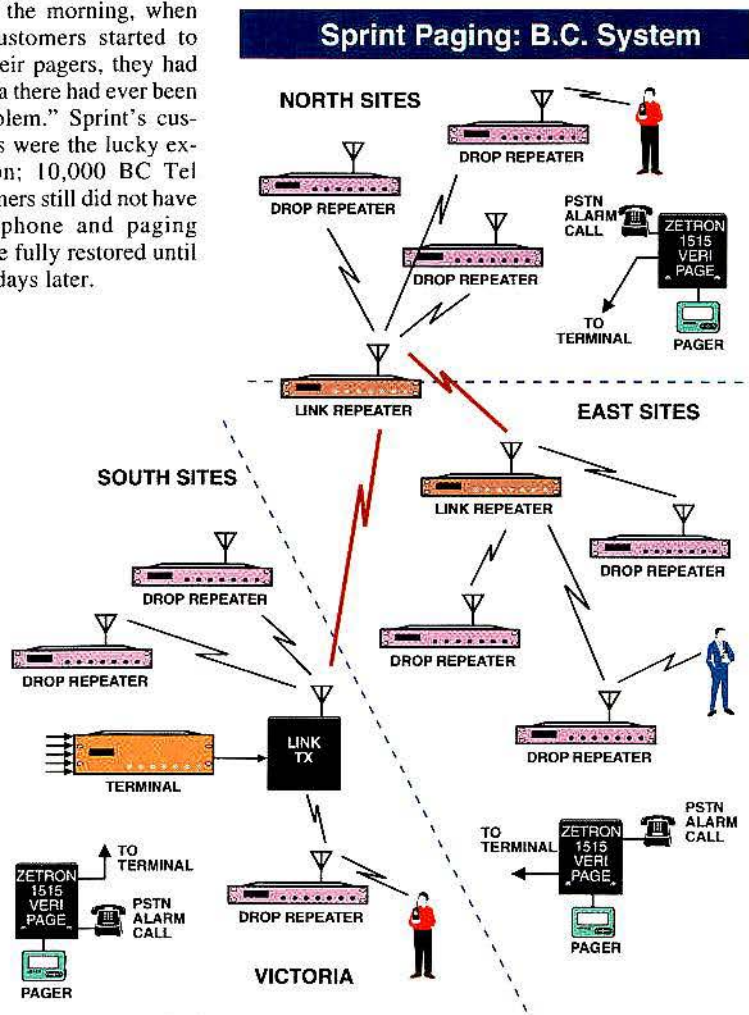 the morning, when
ustomers started to
eir pagers, they had
a there had ever been
blem." Sprint's cus-
s were the lucky ex-
on; 10,000 BC Tel
ners still did not have
phone and paging
e fully restored until
days later.
Sprint Paging: B.C. System
NORTH SITES
DROP REPEATER
DROP REPEATER
DROP REPEATER
PSTN
ALARM
CALL
ZETRON
1515
VERI
PAGE
TO
TERMINAL
PAGER
LINK REPEATER
EAST SITES
LINK REPEATER
DROP REPEATER
DROP REPEATER
DROP REPEATER
SOUTH SITES
DROP REPEATER
DROP REPEATER
LINK
TX
TERMINAL
TO
TERMINAL
ZETRON
1515
VERI
PAGE
PSTN
ALARM
CALL
PAGER
DROP REPEATER
VICTORIA
TO
TERMINAL
ZETRON
1515
VERI
PAGE
PSTN
ALARM
CALL
PAGER